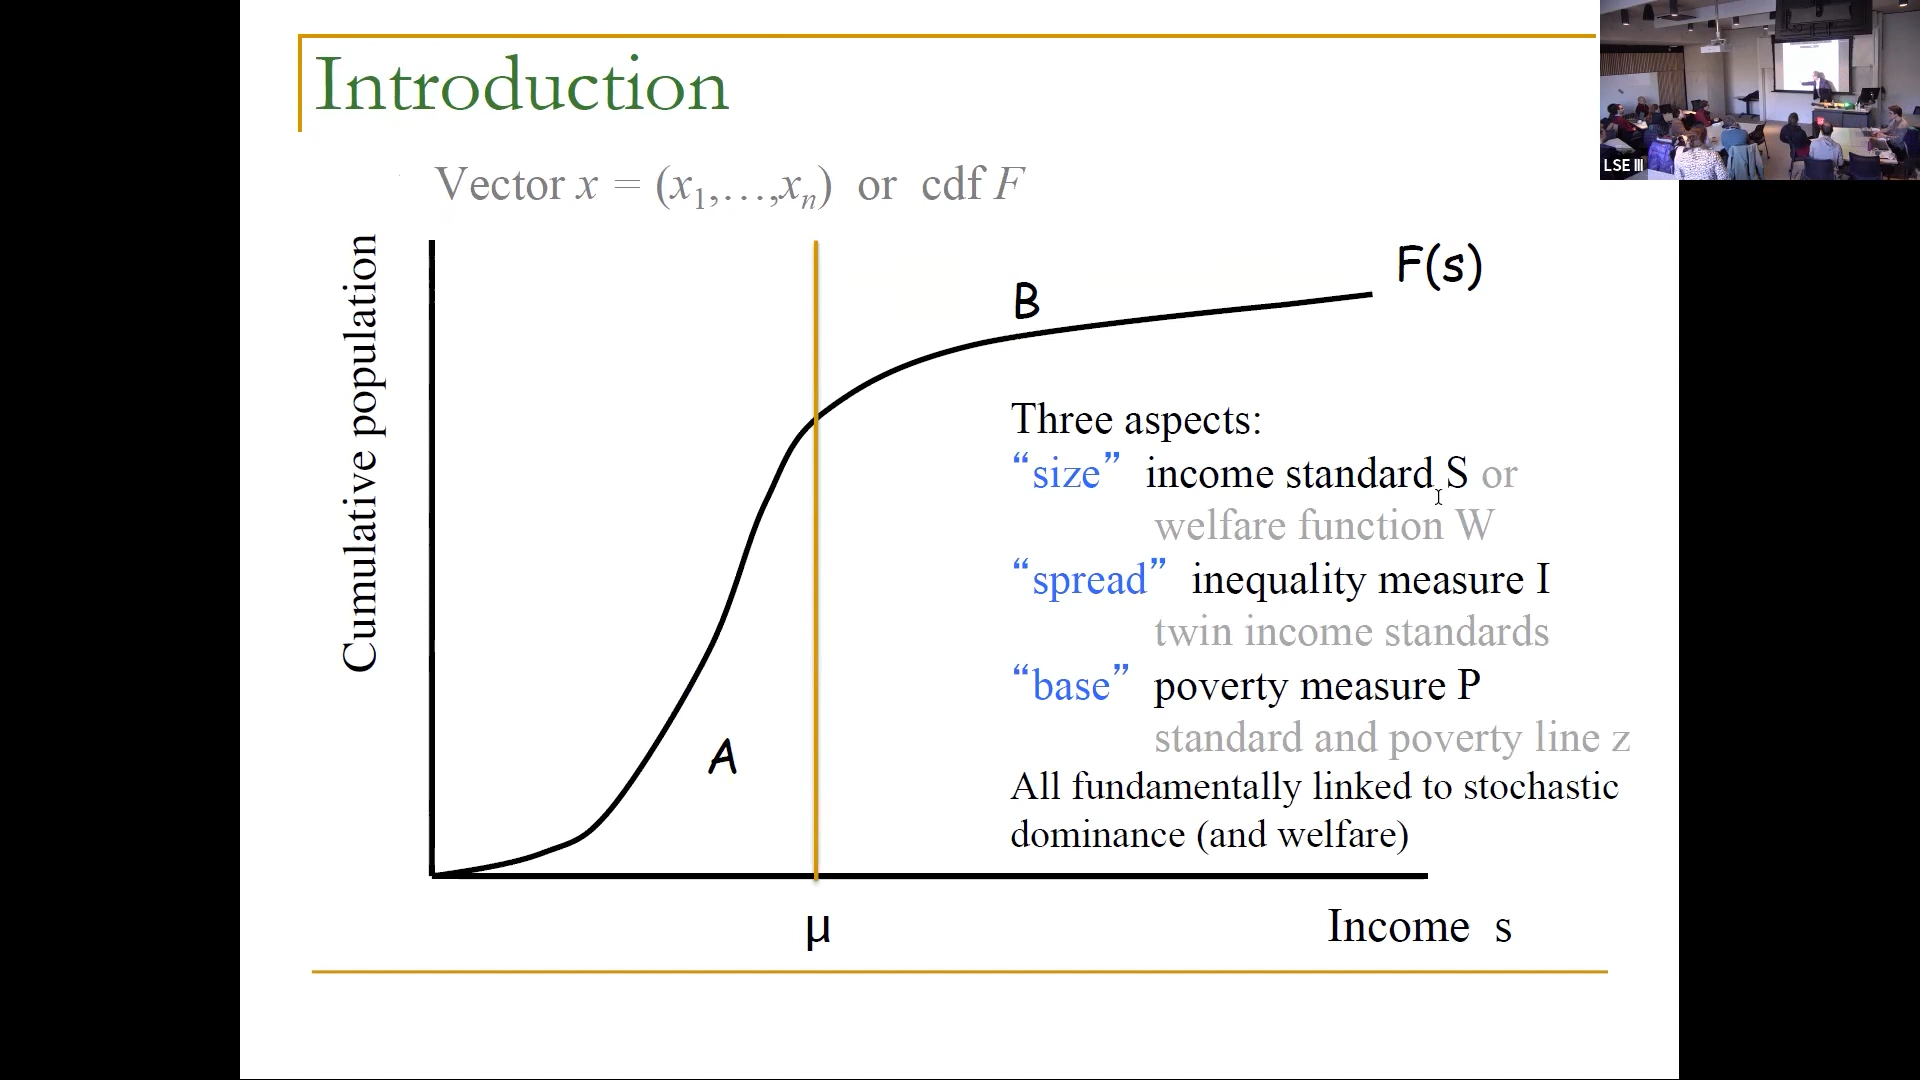 Introduction
LSE III
Vector x = (x₁,…,xₙ) or cdf F
Cumulative population
F(s)
B
A
Three aspects:
“size” income standard S or
welfare function W
“spread” inequality measure I
twin income standards
“base” poverty measure P
standard and poverty line z
All fundamentally linked to stochastic
dominance (and welfare)
μ
Income s